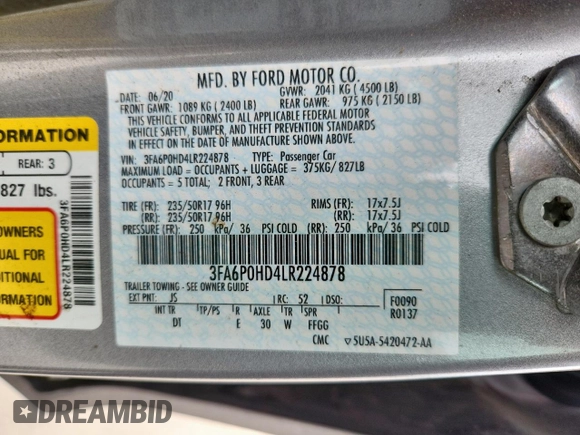 MFD. BY FORD MOTOR CO.
DATE: 06/20 GVWR: 2041 KG ( 4500 LB)
FRONT GAWR: 1089 KG ( 2400 LB) REAR GAWR: 975 KG ( 2150 LB)
THIS VEHICLE CONFORMS TO ALL APPLICABLE FEDERAL MOTOR
VEHICLE SAFETY, BUMPER, AND THEFT PREVENTION STANDARDS IN
EFFECT ON THE DATE OF MANUFACTURE SHOWN ABOVE.
VIN: 3FA6P0HD4LR224878 TYPE: Passenger Car
MAXIMUM LOAD = OCCUPANTS + LUGGAGE = 375KG/ 827LB
OCCUPANTS = 5 TOTAL; 2 FRONT, 3 REAR
TIRE (FR): 235/50R17 96H RIMS (FR): 17x7.5J
(RR): 235/50R17 96H (RR): 17x7.5J
PRESSURE (FR) 250 kPa/ 36 PSI COLD (RR) 250 kPa/ 36 PSI COLD
3FA6P0HD4LR224878
TRAILER TOWING - SEE OWNER GUIDE
EXT PNT: JS RC: 52 DSO: F0090
INT TR TP/PS R AXLE TR SPR R0137
DT E 30 W FFGG
CMC ▽5U5A-5420472-AA
FORMATION
REAR: 3
827 lbs.
OWNERS
NUAL FOR
DITIONAL
RMATION
3FA6P0HD4LR224878
DREAMBID